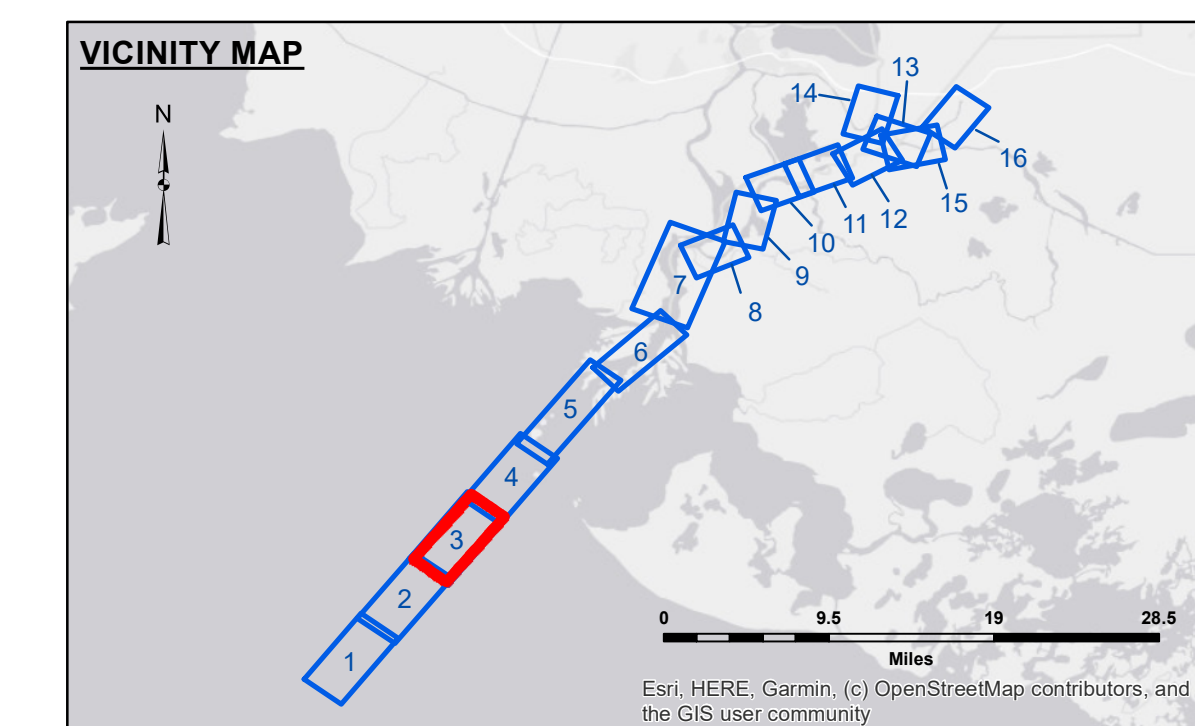 VICINITY MAP
N
13
14
16
15
12
11
10
9
8
7
6
5
4
3
2
1
0 9.5 19 28.5
Miles
Esri, HERE, Garmin, (c) OpenStreetMap contributors, and
the GIS user community